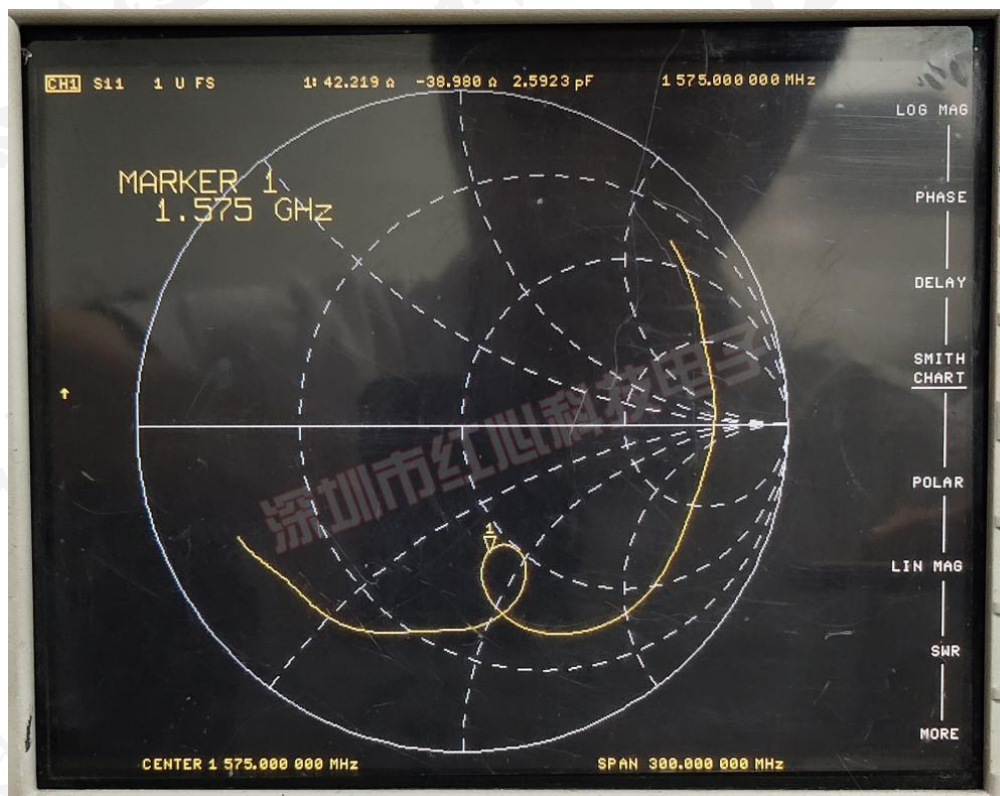 CH1 S11 1 U FS 1: 42.219 Ω -38.980 Ω 2.5923 pF 1 575.000 000 MHz
LOG MAG
MARKER 1
1.575 GHz
PHASE
DELAY
SMITH
CHART
深圳市红心科技电子
POLAR
1
LIN MAG
SWR
MORE
CENTER 1 575.000 000 MHz SPAN 300.000 000 MHz